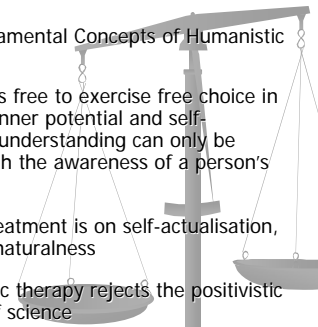 amental Concepts of Humanistic
s free to exercise free choice in
nner potential and self-
understanding can only be
h the awareness of a person's
eatment is on self-actualisation,
naturalness
c therapy rejects the positivistic
f science